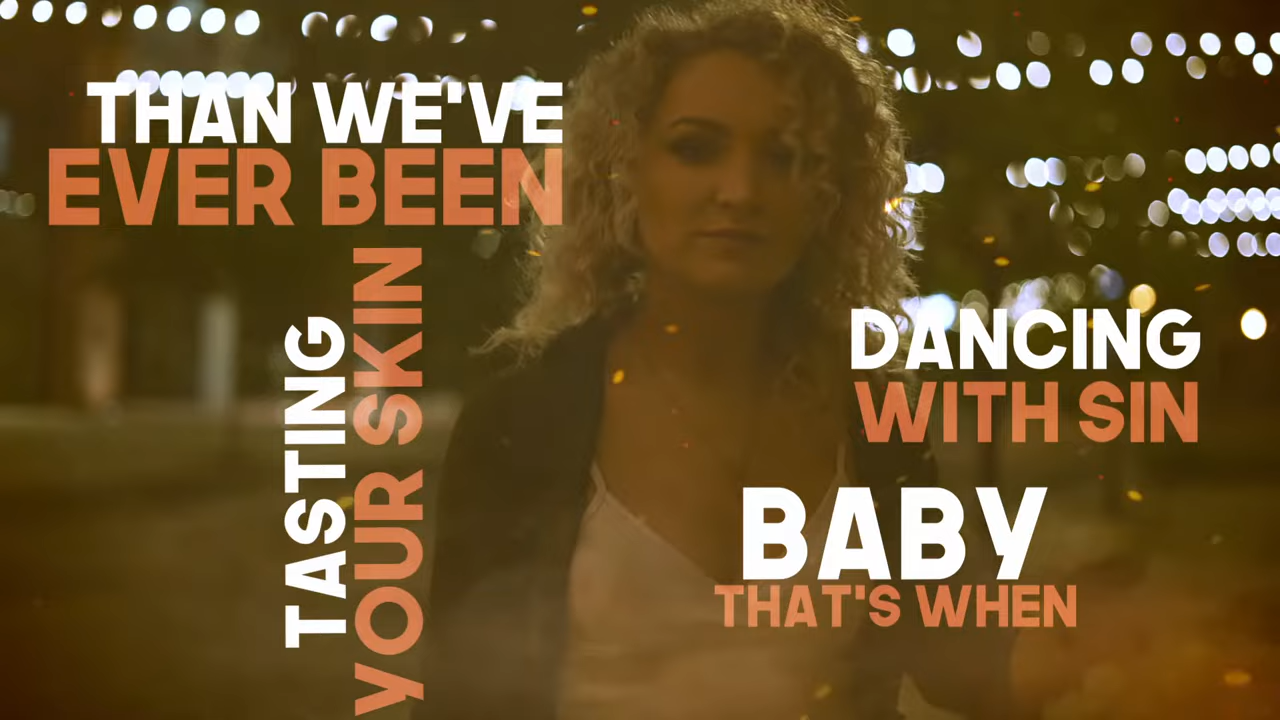 THAN WE'VE
EVER BEEN
TASTING
YOUR SKIN
DANCING
WITH SIN
BABY
THAT'S WHEN